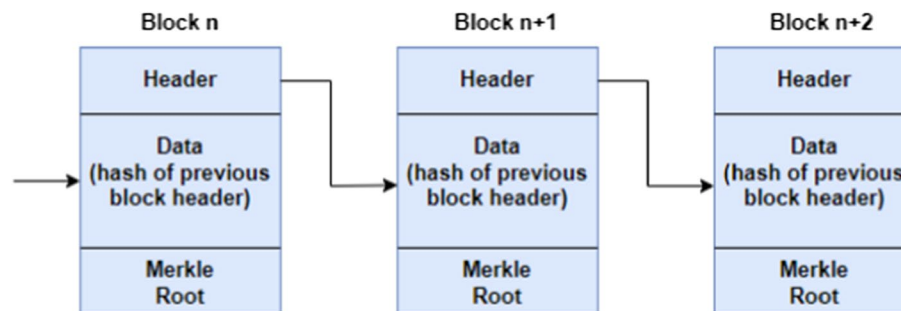 Block n
Block n+1
Block n+2
Header
Header
Header
Data
(hash of previous
block header)
Data
(hash of previous
block header)
Data
(hash of previous
block header)
Merkle
Root
Merkle
Root
Merkle
Root